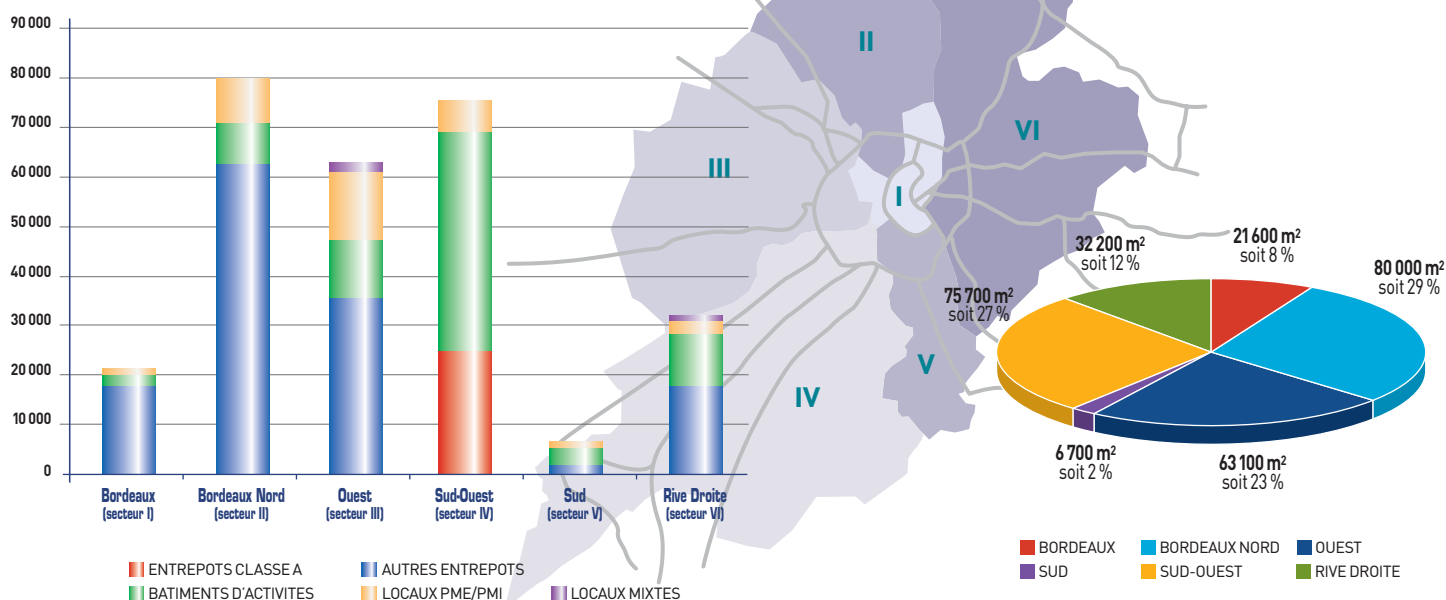 90 000
80 000
70 000
60 000
50 000
40 000
30 000
20 000
10 000
0
Bordeaux
(secteur I)
Bordeaux Nord
(secteur II)
Ouest
(secteur III)
Sud-Ouest
(secteur IV)
Sud
(secteur V)
Rive Droite
(secteur VI)
ENTREPOTS CLASSE A
AUTRES ENTREPOTS
BATIMENTS D'ACTIVITES
LOCAUX PME/PMI
LOCAUX MIXTES
II
III
I
VI
IV
V
32 200 m²
soit 12 %
21 600 m²
soit 8 %
80 000 m²
soit 29 %
75 700 m²
soit 27 %
6 700 m²
soit 2 %
63 100 m²
soit 23 %
BORDEAUX
BORDEAUX NORD
OUEST
SUD
SUD-OUEST
RIVE DROITE